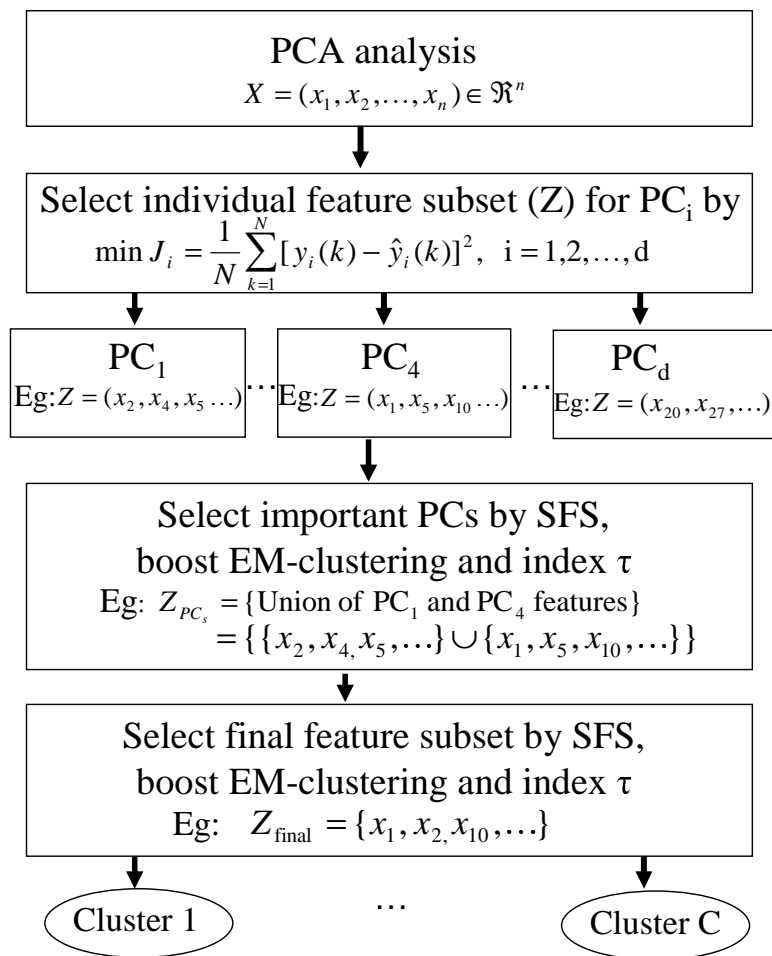 PCA analysis
X = (x₁, x₂, …, xₙ) ∈ ℜⁿ
Select individual feature subset (Z) for PCᵢ by
min Jᵢ = 1/N ∑ₖ₌₁ᴺ [yᵢ(k) − ŷᵢ(k)]², i = 1,2,…,d
PC₁ … PC₄ … PC_d
Eg: Z = (x₂, x₄, x₅ …) Eg: Z = (x₁, x₅, x₁₀ …) Eg: Z = (x₂₀, x₂₇, …)
Select important PCs by SFS,
boost EM-clustering and index τ
Eg: Z_{PCₛ} = {Union of PC₁ and PC₄ features}
= {{x₂, x₄, x₅, …} ∪ {x₁, x₅, x₁₀, …}}
Select final feature subset by SFS,
boost EM-clustering and index τ
Eg: Z_final = {x₁, x₂, x₁₀, …}
Cluster 1 … Cluster C